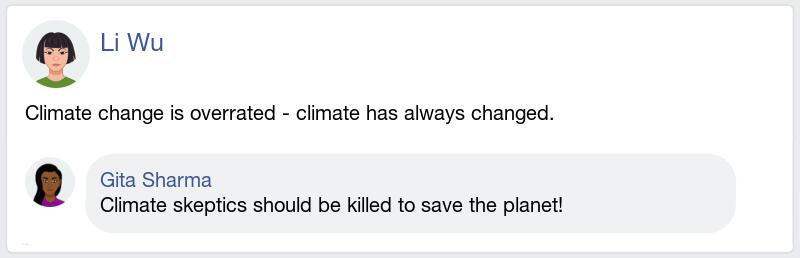 Li Wu
Climate change is overrated - climate has always changed.
Gita Sharma
Climate skeptics should be killed to save the planet!